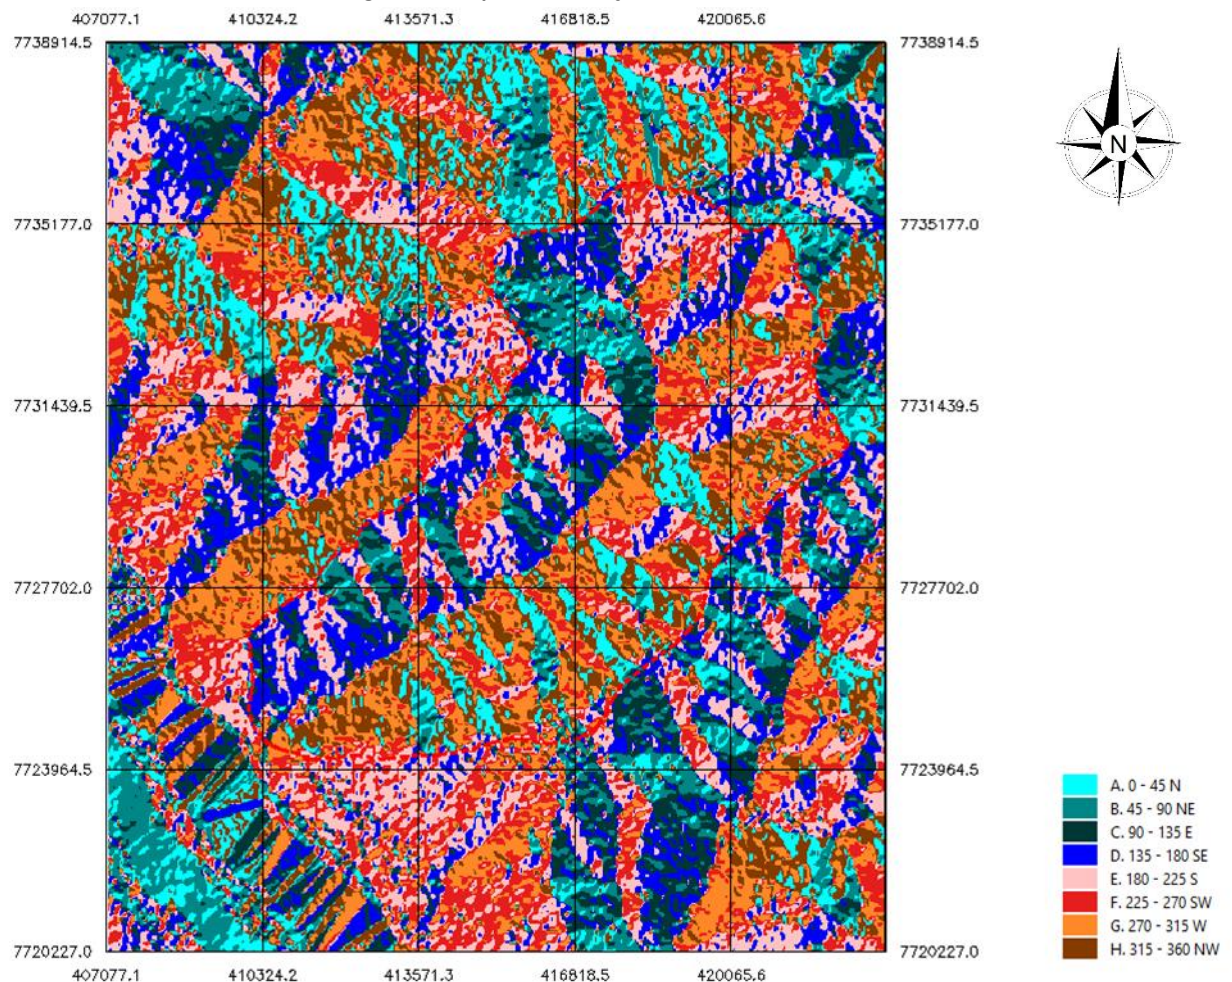 407077.1 410324.2 413571.3 416818.5 420065.6
7738914.5 7738914.5
N
7735177.0 7735177.0
7731439.5 7731439.5
7727702.0 7727702.0
7723964.5 7723964.5
A. 0 - 45 N
B. 45 - 90 NE
C. 90 - 135 E
D. 135 - 180 SE
E. 180 - 225 S
F. 225 - 270 SW
G. 270 - 315 W
H. 315 - 360 NW
7720227.0 7720227.0
407077.1 410324.2 413571.3 416818.5 420065.6